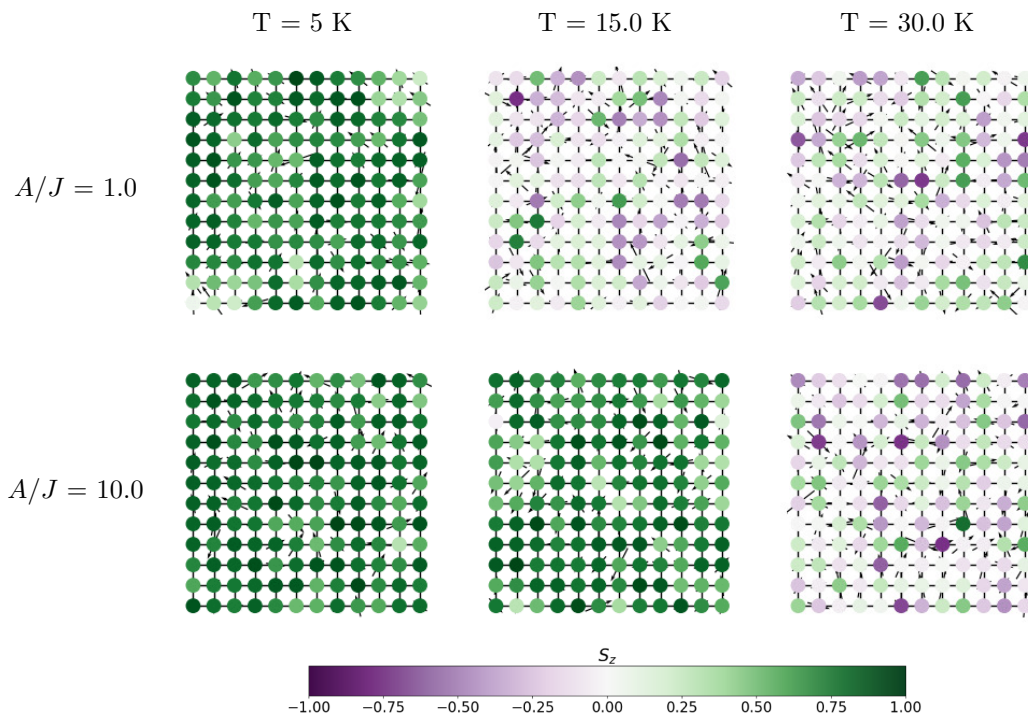 T = 5 K T = 15.0 K T = 30.0 K
A/J = 1.0
A/J = 10.0
S_z
−1.00 −0.75 −0.50 −0.25 0.00 0.25 0.50 0.75 1.00